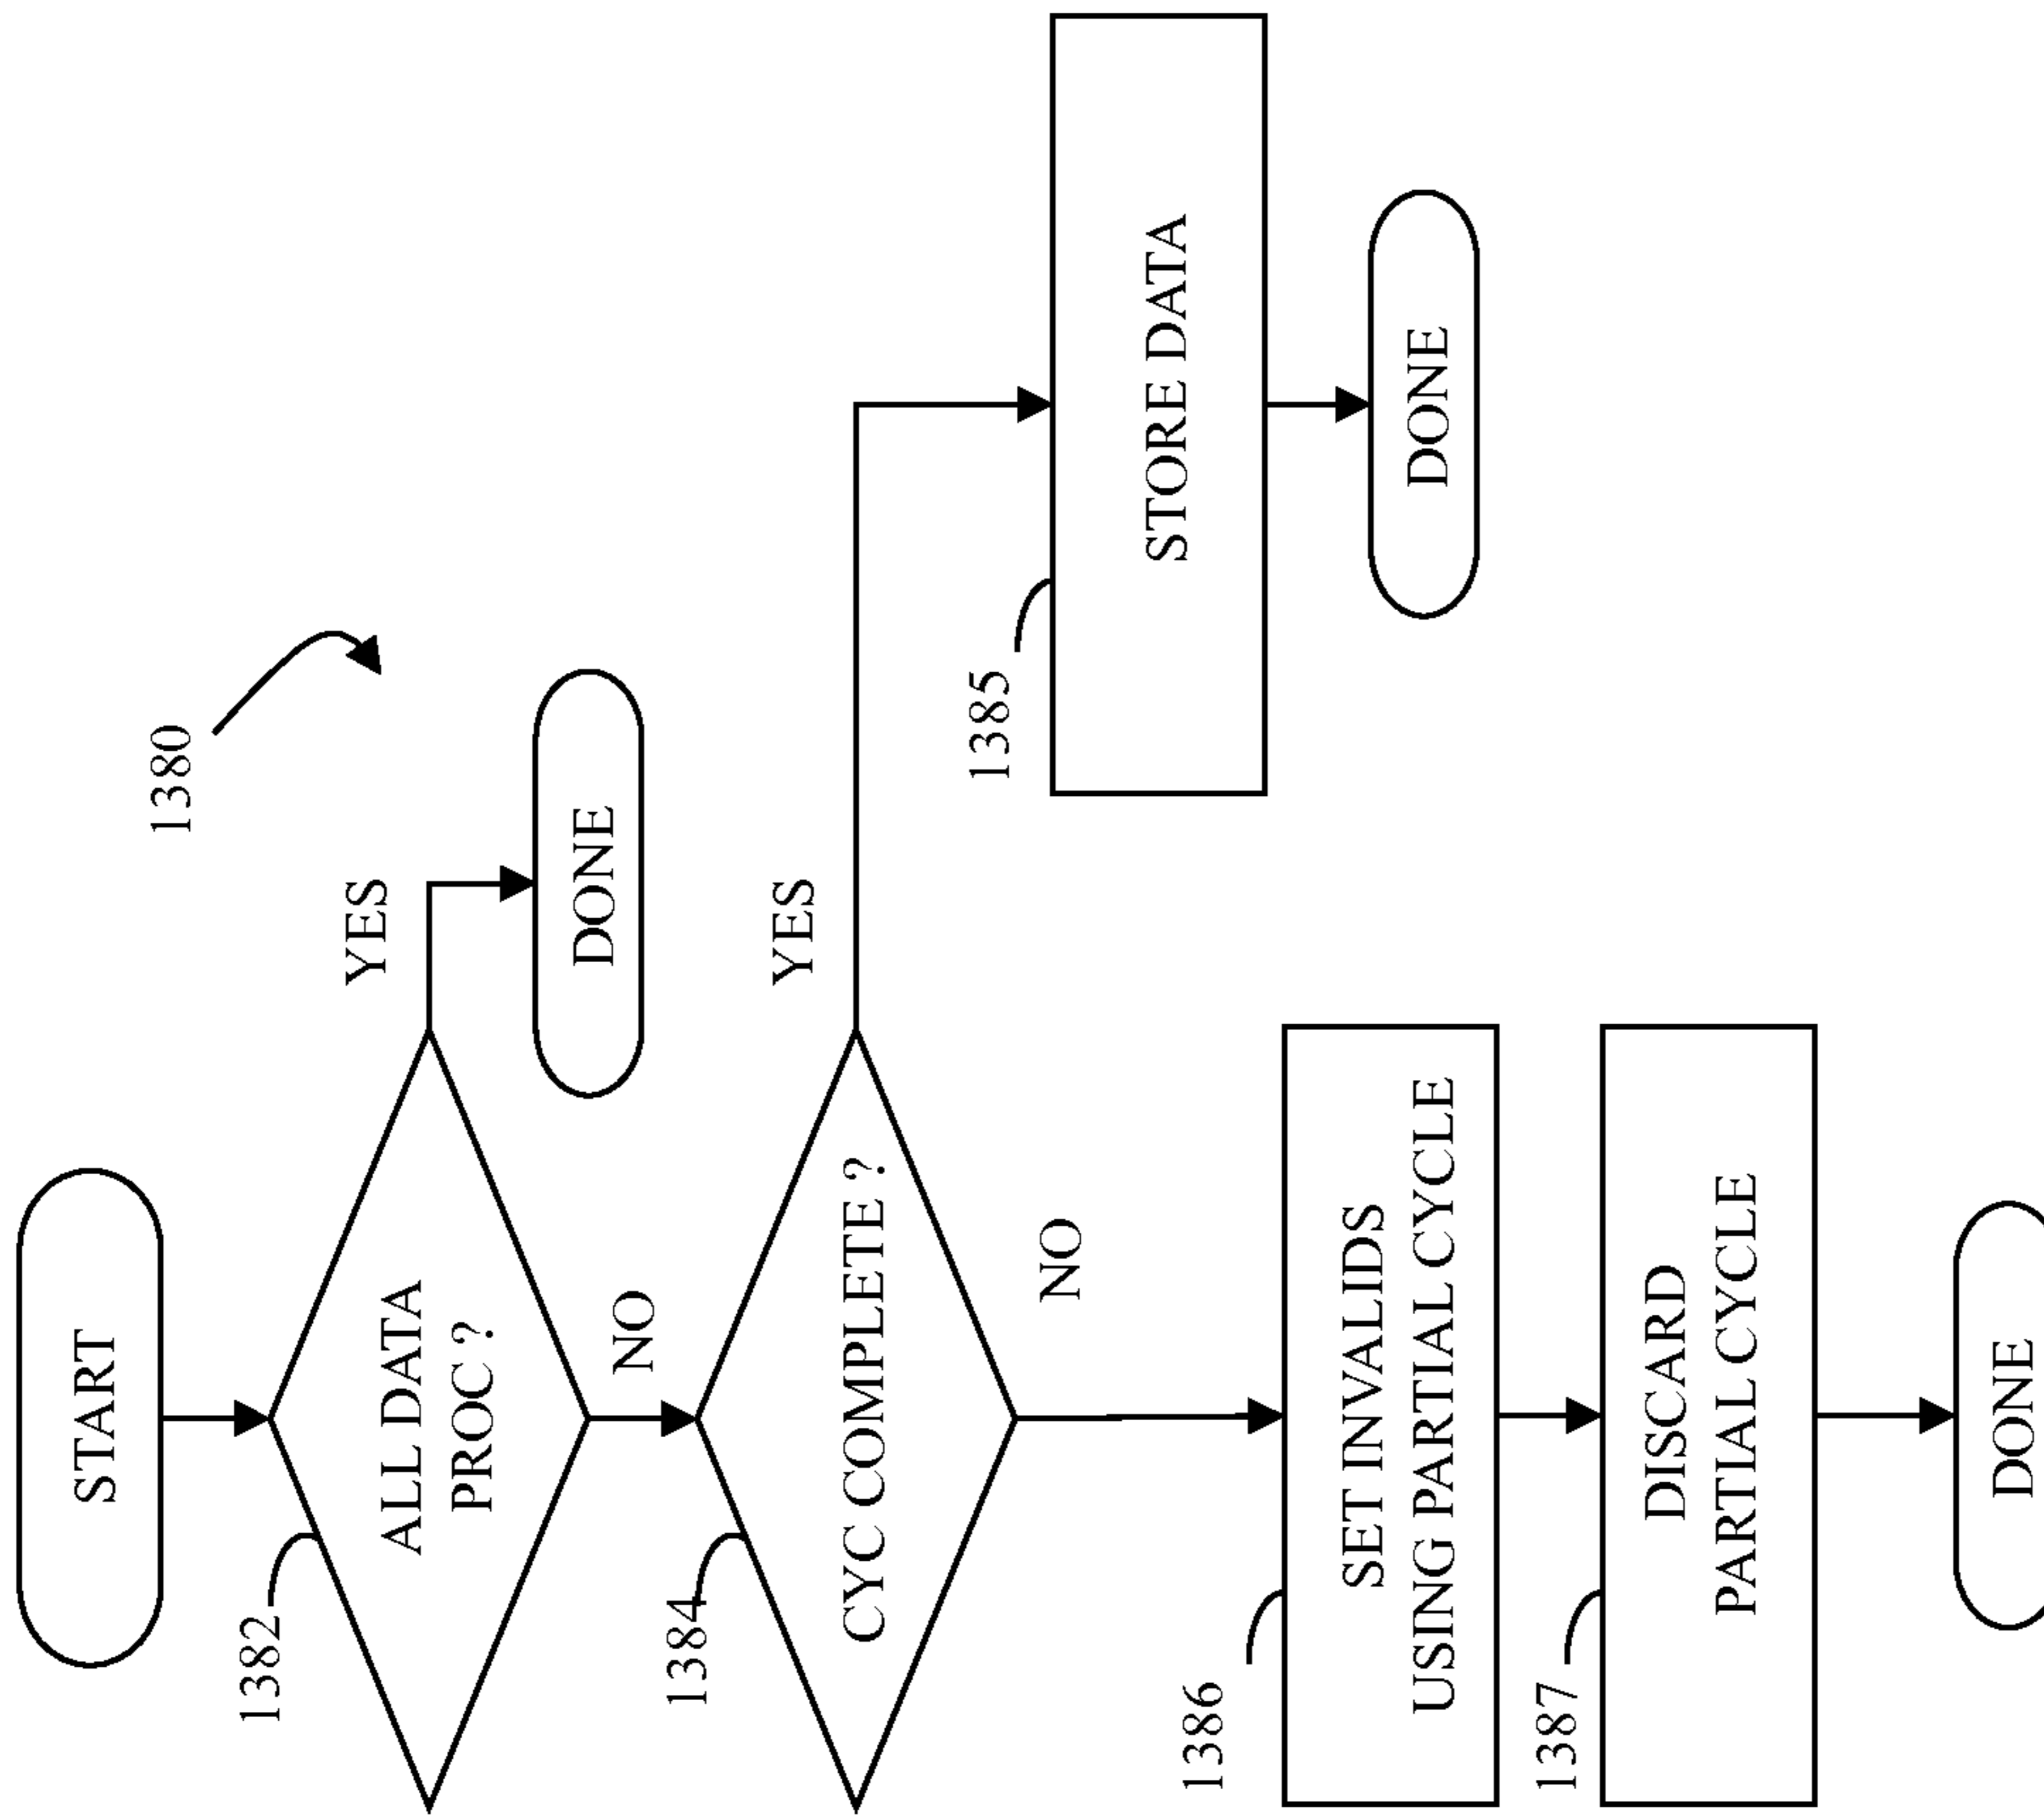 1380
START
1382
ALL DATA
PROC ?
YES
DONE
NO
1384
CYC COMPLETE ?
YES
1385
STORE DATA
DONE
NO
1386
SET INVALIDS
USING PARTIAL CYCLE
1387
DISCARD
PARTIAL CYCLE
DONE